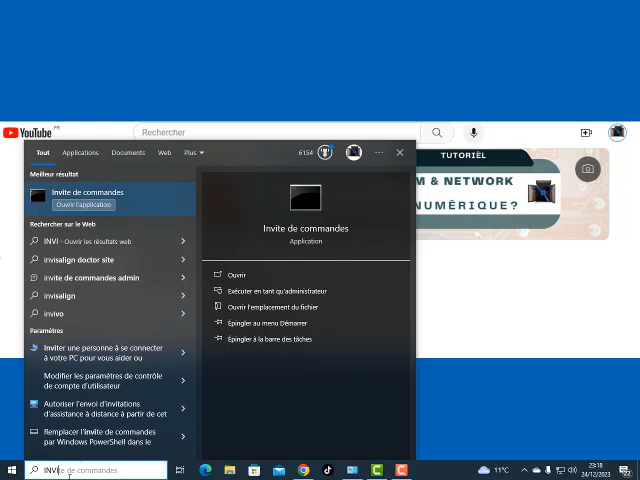 YouTube FR
Rechercher
TUTORIÈL
M & NETWORK
NUMÉRIQUE?
Tout Applications Documents Web Plus 6154 ...
Meilleur résultat
Invite de commandes
Ouvrir l'application
Rechercher sur le Web
INVI - Ouvrir les résultats web
invisalign doctor site
invite de commandes admin
invisalign
invivo
Paramètres
Inviter une personne à se connecter
à votre PC pour vous aider ou
Modifier les paramètres de contrôle
de compte d'utilisateur
Autoriser l'envoi d'invitations
d'assistance à distance à partir de cet
Remplacer l'invite de commandes
par Windows PowerShell dans le
Invite de commandes
Application
Ouvrir
Exécuter en tant qu'administrateur
Ouvrir l'emplacement du fichier
Épingler au menu Démarrer
Épingler à la barre des tâches
INVIte de commandes
11°C
23:18
24/12/2023
22